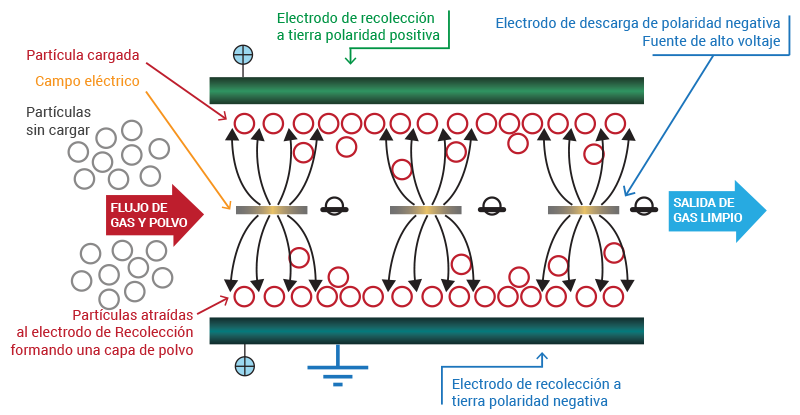 Electrodo de recolección
a tierra polaridad positiva
Electrodo de descarga de polaridad negativa
Fuente de alto voltaje
Partícula cargada
Campo eléctrico
Partículas
sin cargar
FLUJO DE
GAS Y POLVO
SALIDA DE
GAS LIMPIO
Partículas atraídas
al electrodo de Recolección
formando una capa de polvo
Electrodo de recolección a
tierra polaridad negativa